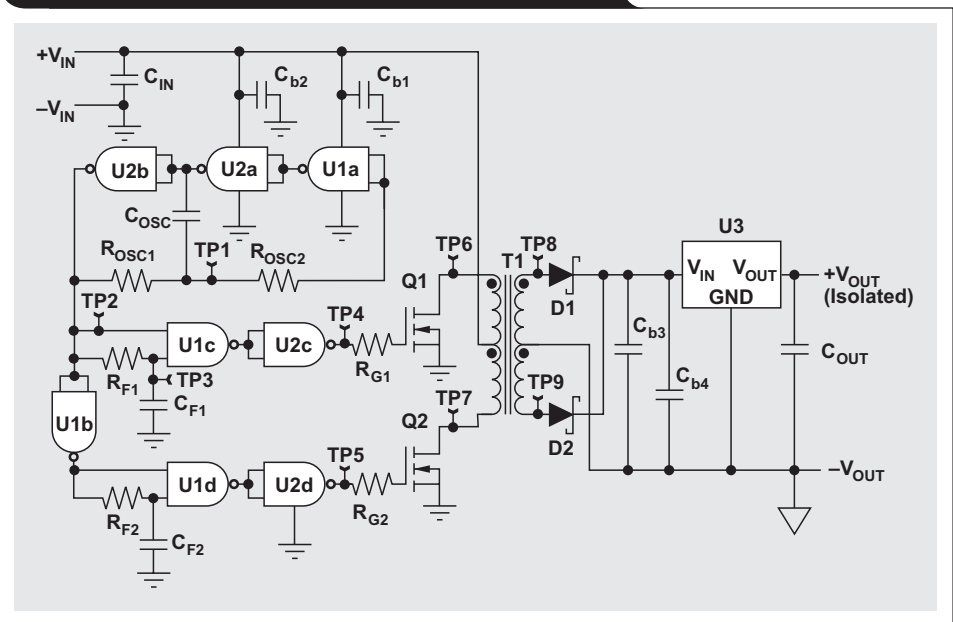 +VIN
CIN
Cb2
Cb1
–VIN
U2b
U2a
U1a
COSC
ROSC1
TP1
ROSC2
TP2
TP6
TP8
T1
U3
Q1
TP4
D1
VIN
VOUT
GND
+VOUT
(Isolated)
U1c
U2c
RG1
Cb3
COUT
RF1
TP3
CF1
TP7
TP9
Cb4
U1b
Q2
D2
TP5
U1d
U2d
–VOUT
RG2
RF2
CF2